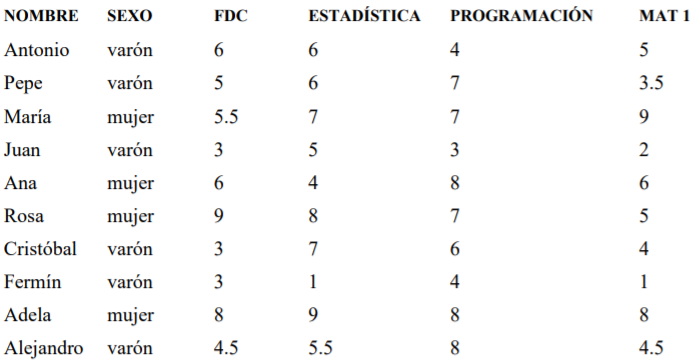 NOMBRE SEXO FDC ESTADÍSTICA PROGRAMACIÓN MAT 1
Antonio varón 6 6 4 5
Pepe varón 5 6 7 3.5
María mujer 5.5 7 7 9
Juan varón 3 5 3 2
Ana mujer 6 4 8 6
Rosa mujer 9 8 7 5
Cristóbal varón 3 7 6 4
Fermín varón 3 1 4 1
Adela mujer 8 9 8 8
Alejandro varón 4.5 5.5 8 4.5